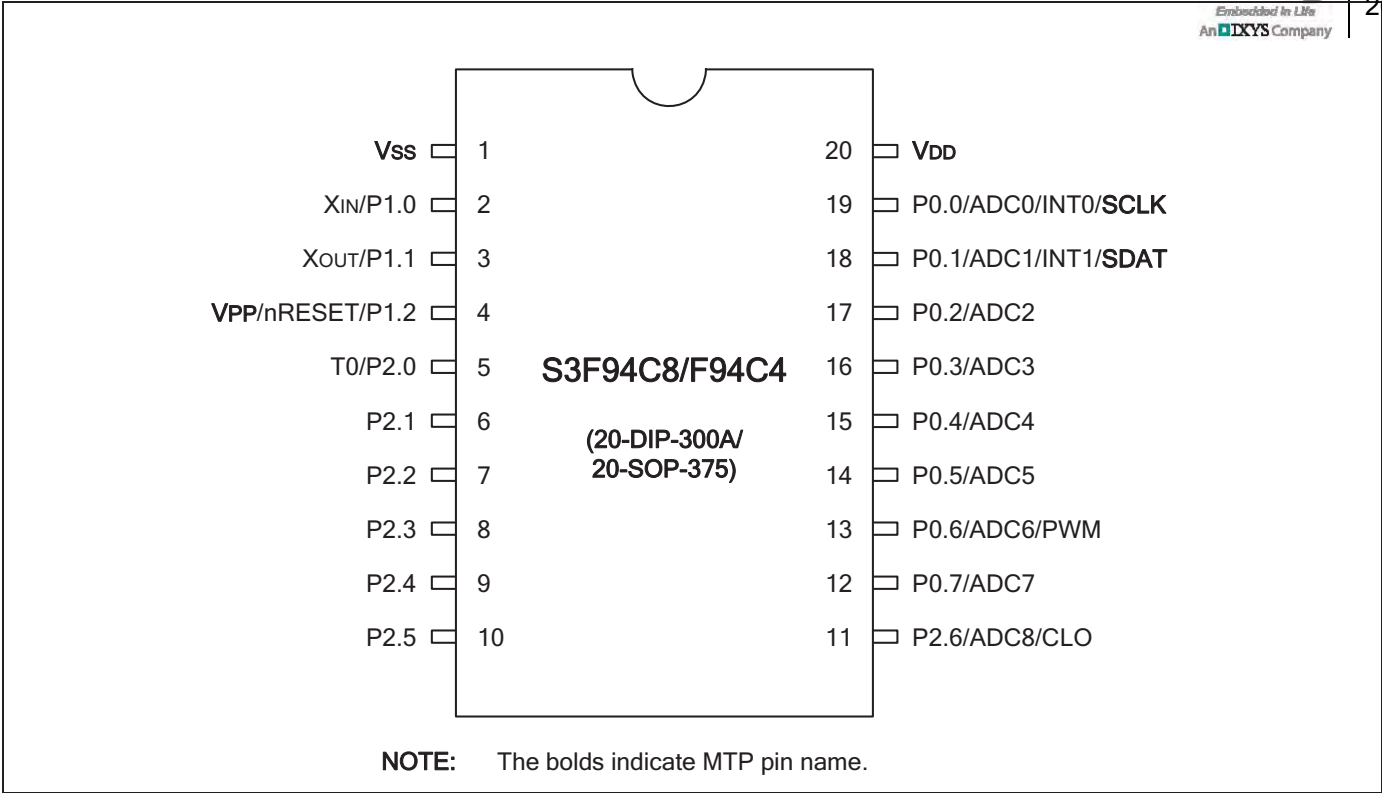 Embedded in Life
An IXYS Company
2
Vss 1
XIN/P1.0 2
XOUT/P1.1 3
VPP/nRESET/P1.2 4
T0/P2.0 5
P2.1 6
P2.2 7
P2.3 8
P2.4 9
P2.5 10
S3F94C8/F94C4
(20-DIP-300A/
20-SOP-375)
20 VDD
19 P0.0/ADC0/INT0/SCLK
18 P0.1/ADC1/INT1/SDAT
17 P0.2/ADC2
16 P0.3/ADC3
15 P0.4/ADC4
14 P0.5/ADC5
13 P0.6/ADC6/PWM
12 P0.7/ADC7
11 P2.6/ADC8/CLO
NOTE: The bolds indicate MTP pin name.